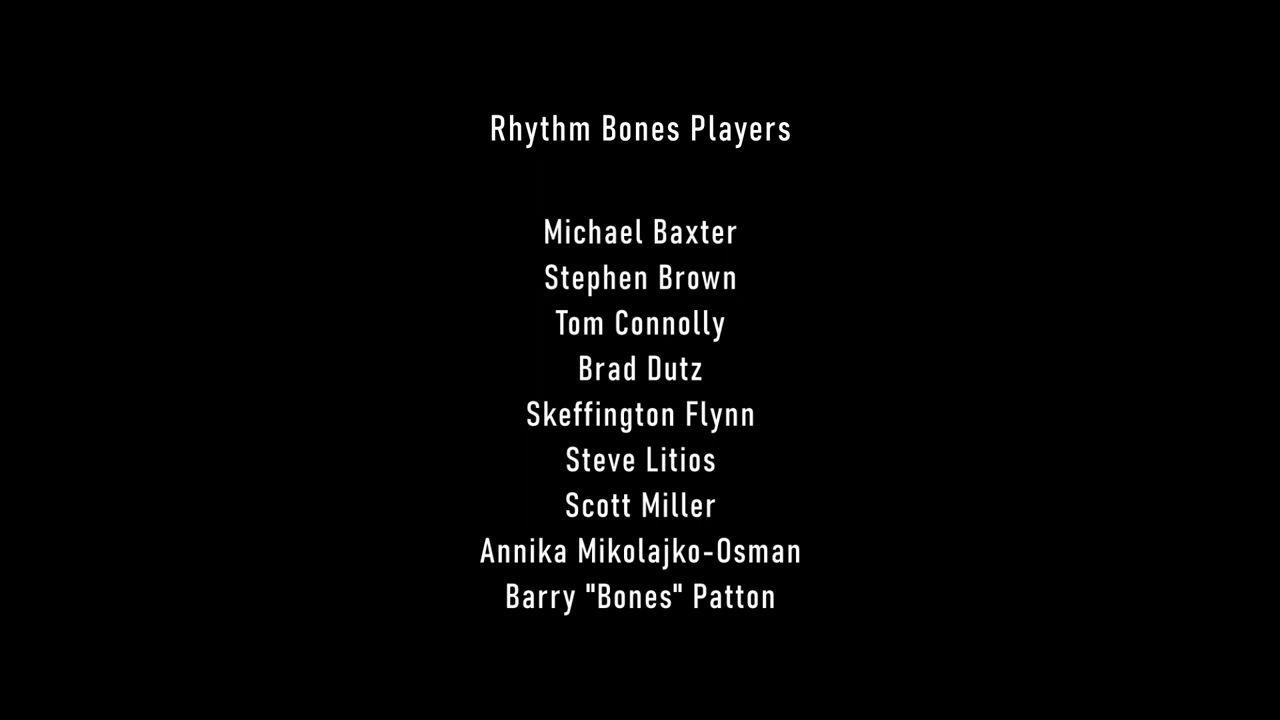 Rhythm Bones Players
Michael Baxter
Stephen Brown
Tom Connolly
Brad Dutz
Skeffington Flynn
Steve Litios
Scott Miller
Annika Mikolajko-Osman
Barry "Bones" Patton